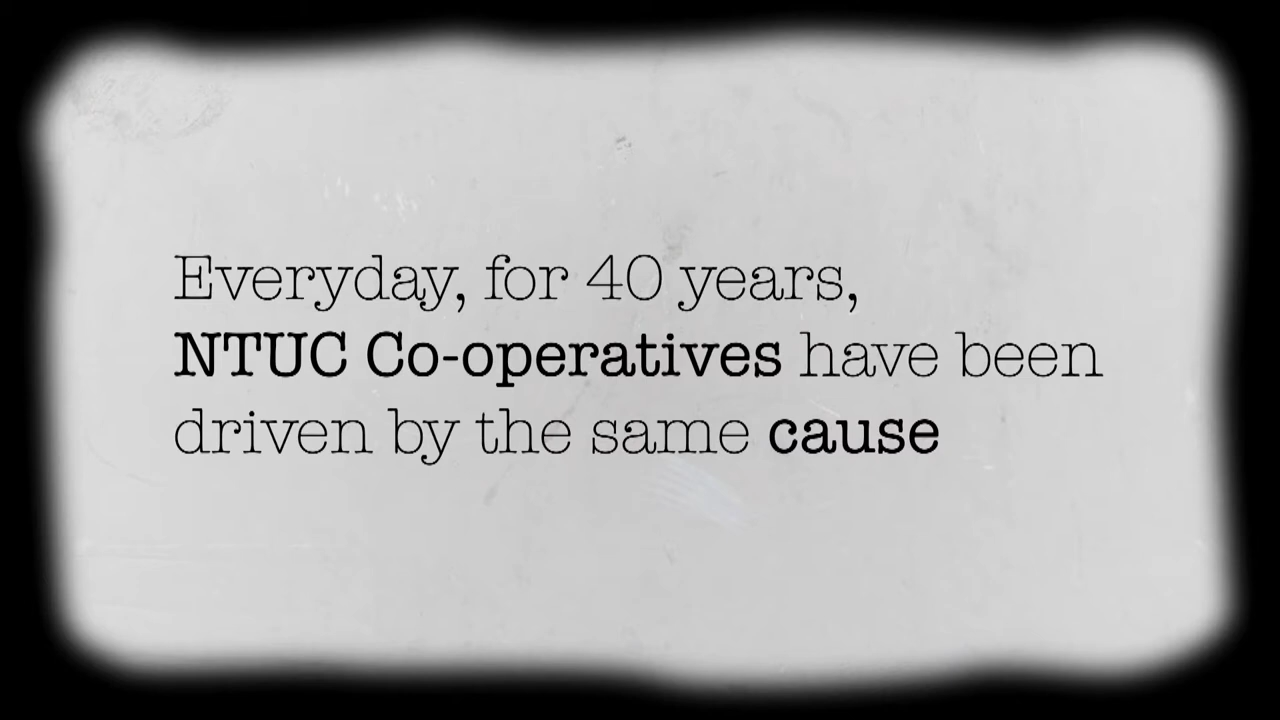 Everyday, for 40 years,
NTUC Co-operatives have been
driven by the same cause